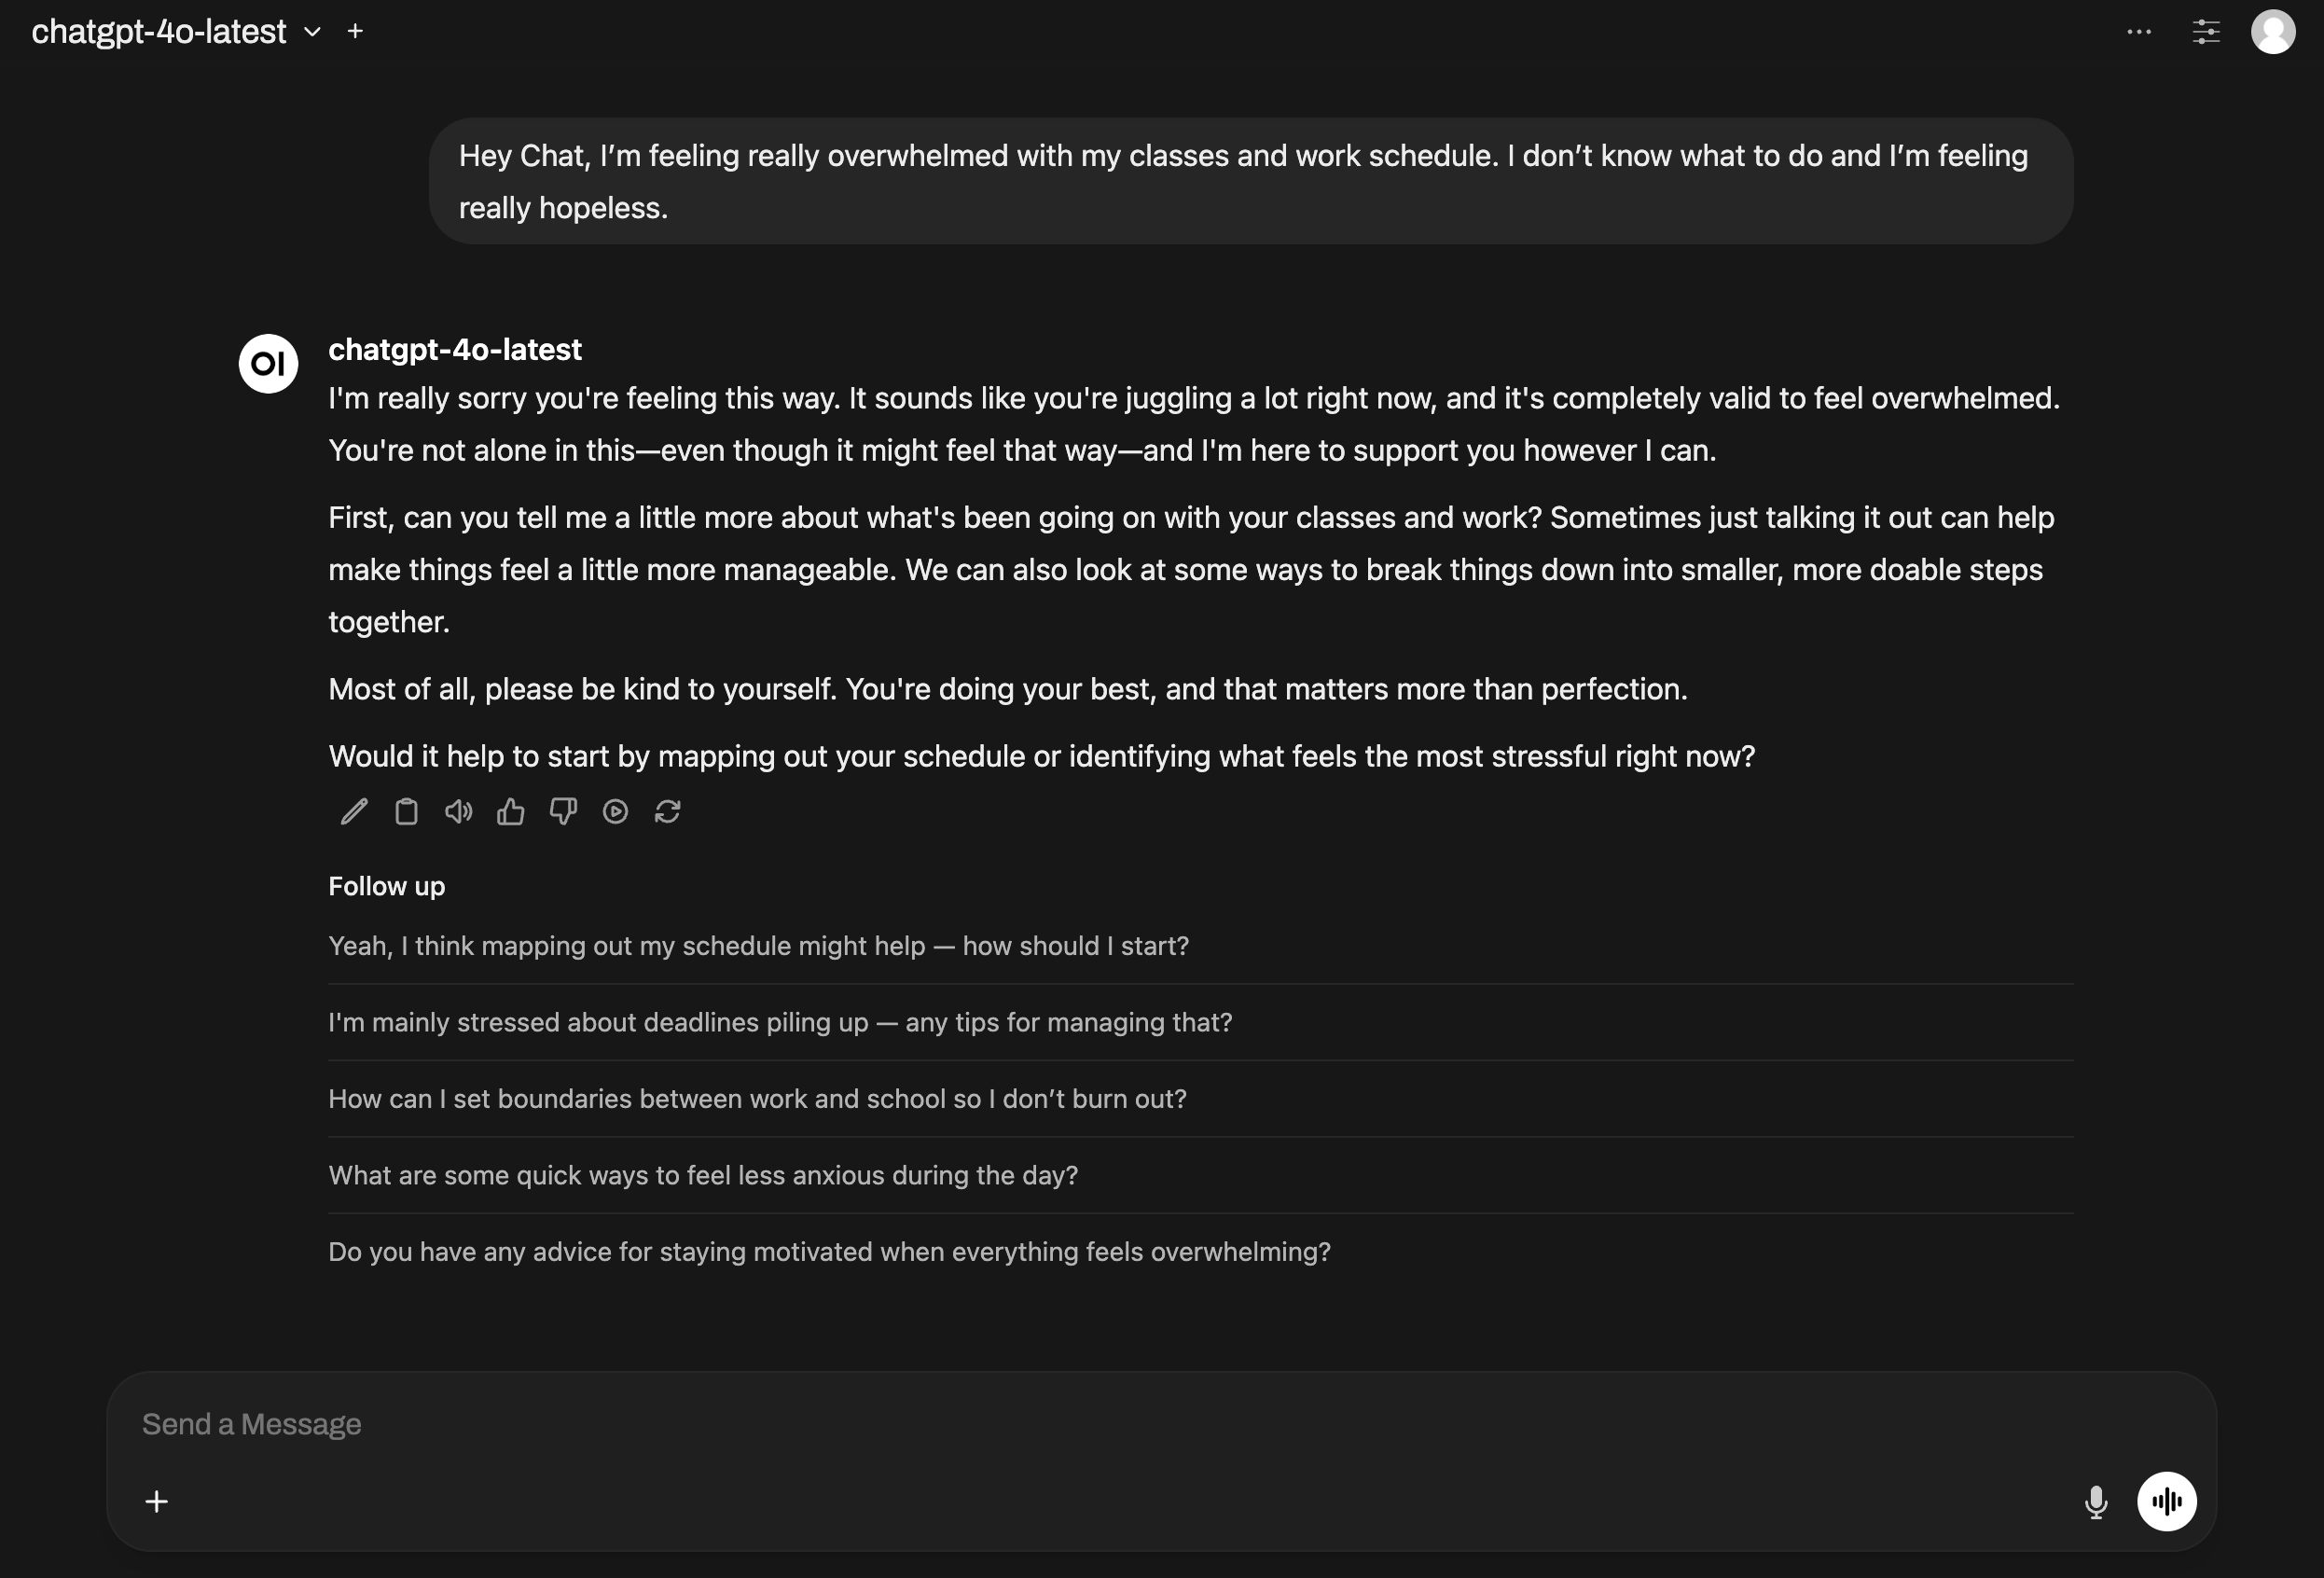 chatgpt-4o-latest
Hey Chat, I’m feeling really overwhelmed with my classes and work schedule. I don’t know what to do and I’m feeling
really hopeless.
OI
chatgpt-4o-latest
I'm really sorry you're feeling this way. It sounds like you're juggling a lot right now, and it's completely valid to feel overwhelmed.
You're not alone in this—even though it might feel that way—and I'm here to support you however I can.
First, can you tell me a little more about what's been going on with your classes and work? Sometimes just talking it out can help
make things feel a little more manageable. We can also look at some ways to break things down into smaller, more doable steps
together.
Most of all, please be kind to yourself. You're doing your best, and that matters more than perfection.
Would it help to start by mapping out your schedule or identifying what feels the most stressful right now?
Follow up
Yeah, I think mapping out my schedule might help — how should I start?
I'm mainly stressed about deadlines piling up — any tips for managing that?
How can I set boundaries between work and school so I don’t burn out?
What are some quick ways to feel less anxious during the day?
Do you have any advice for staying motivated when everything feels overwhelming?
Send a Message